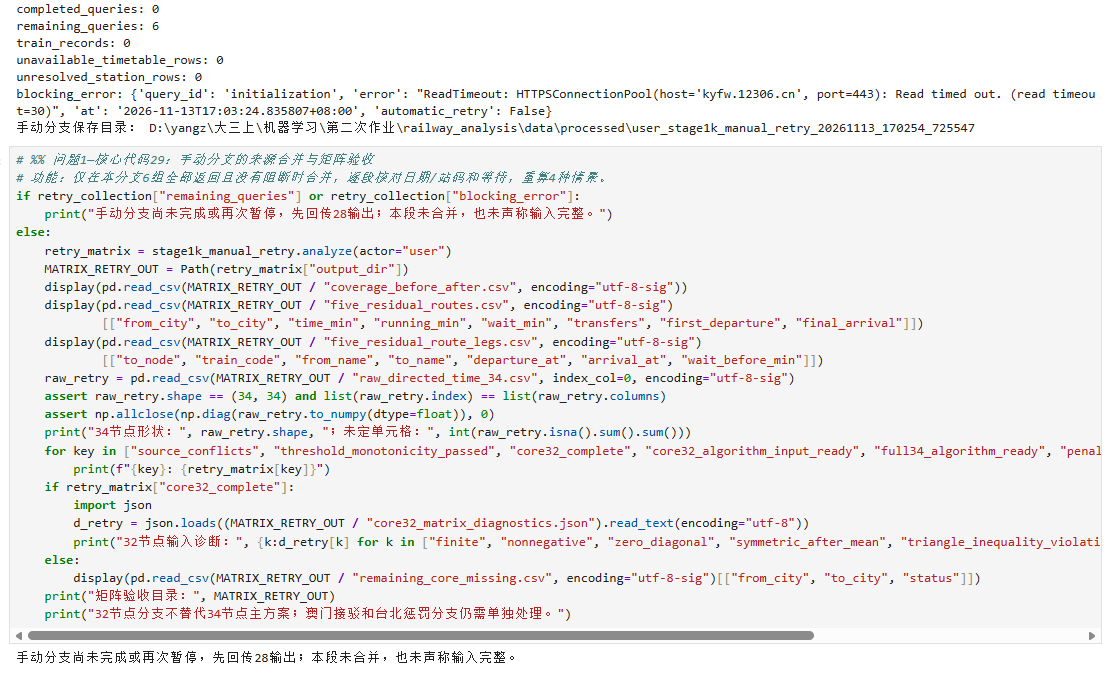 completed_queries: 0
remaining_queries: 6
train_records: 0
unavailable_timetable_rows: 0
unresolved_station_rows: 0
blocking_error: {'query_id': 'initialization', 'error': "ReadTimeout: HTTPSConnectionPool(host='kyfw.12306.cn', port=443): Read timed out. (read timeou
t=30)", 'at': '2026-11-13T17:03:24.835807+08:00', 'automatic_retry': False}
手动分支保存目录： D:\yangz\大三上\机器学习\第二次作业\railway_analysis\data\processed\user_stage1k_manual_retry_20261113_170254_725547
# %% 问题1—核心代码29：手动分支的来源合并与矩阵验收
# 功能：仅在本分支6组全部返回且没有阻断时合并，逐段核对日期/站码和等待，重算4种情景。
if retry_collection["remaining_queries"] or retry_collection["blocking_error"]:
    print("手动分支尚未完成或再次暂停，先回传28输出；本段未合并，也未声称输入完整。")
else:
    retry_matrix = stage1k_manual_retry.analyze(actor="user")
    MATRIX_RETRY_OUT = Path(retry_matrix["output_dir"])
    display(pd.read_csv(MATRIX_RETRY_OUT / "coverage_before_after.csv", encoding="utf-8-sig"))
    display(pd.read_csv(MATRIX_RETRY_OUT / "five_residual_routes.csv", encoding="utf-8-sig")
            [["from_city", "to_city", "time_min", "running_min", "wait_min", "transfers", "first_departure", "final_arrival"]])
    display(pd.read_csv(MATRIX_RETRY_OUT / "five_residual_route_legs.csv", encoding="utf-8-sig")
            [["to_node", "train_code", "from_name", "to_name", "departure_at", "arrival_at", "wait_before_min"]])
    raw_retry = pd.read_csv(MATRIX_RETRY_OUT / "raw_directed_time_34.csv", index_col=0, encoding="utf-8-sig")
    assert raw_retry.shape == (34, 34) and list(raw_retry.index) == list(raw_retry.columns)
    assert np.allclose(np.diag(raw_retry.to_numpy(dtype=float)), 0)
    print("34节点形状：", raw_retry.shape, "；未定单元格：", int(raw_retry.isna().sum().sum()))
    for key in ["source_conflicts", "threshold_monotonicity_passed", "core32_complete", "core32_algorithm_input_ready", "full34_algorithm_ready", "penal
        print(f"{key}: {retry_matrix[key]}")
    if retry_matrix["core32_complete"]:
        import json
        d_retry = json.loads((MATRIX_RETRY_OUT / "core32_matrix_diagnostics.json").read_text(encoding="utf-8"))
        print("32节点输入诊断：", {k:d_retry[k] for k in ["finite", "nonnegative", "zero_diagonal", "symmetric_after_mean", "triangle_inequality_violati
    else:
        display(pd.read_csv(MATRIX_RETRY_OUT / "remaining_core_missing.csv", encoding="utf-8-sig")[["from_city", "to_city", "status"]])
    print("矩阵验收目录：", MATRIX_RETRY_OUT)
    print("32节点分支不替代34节点主方案；澳门接驳和台北惩罚分支仍需单独处理。")
手动分支尚未完成或再次暂停，先回传28输出；本段未合并，也未声称输入完整。